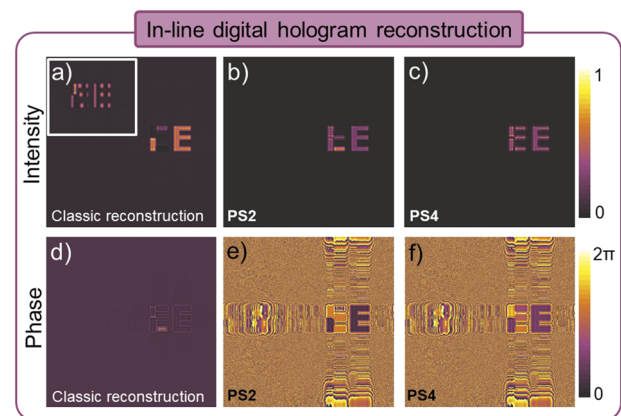 In-line digital hologram reconstruction
Intensity
a)
b)
c)
1
0
Classic reconstruction
PS2
PS4
Phase
d)
e)
f)
2π
0
Classic reconstruction
PS2
PS4